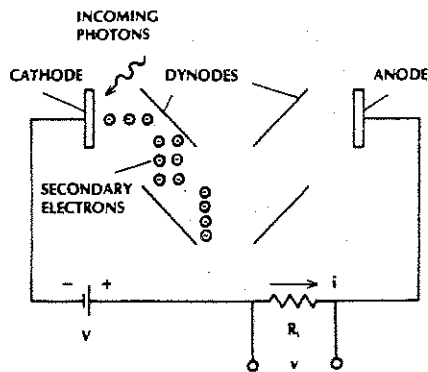 INCOMING
PHOTONS
CATHODE
DYNODES
ANODE
SECONDARY
ELECTRONS
- +
i
V
R
v